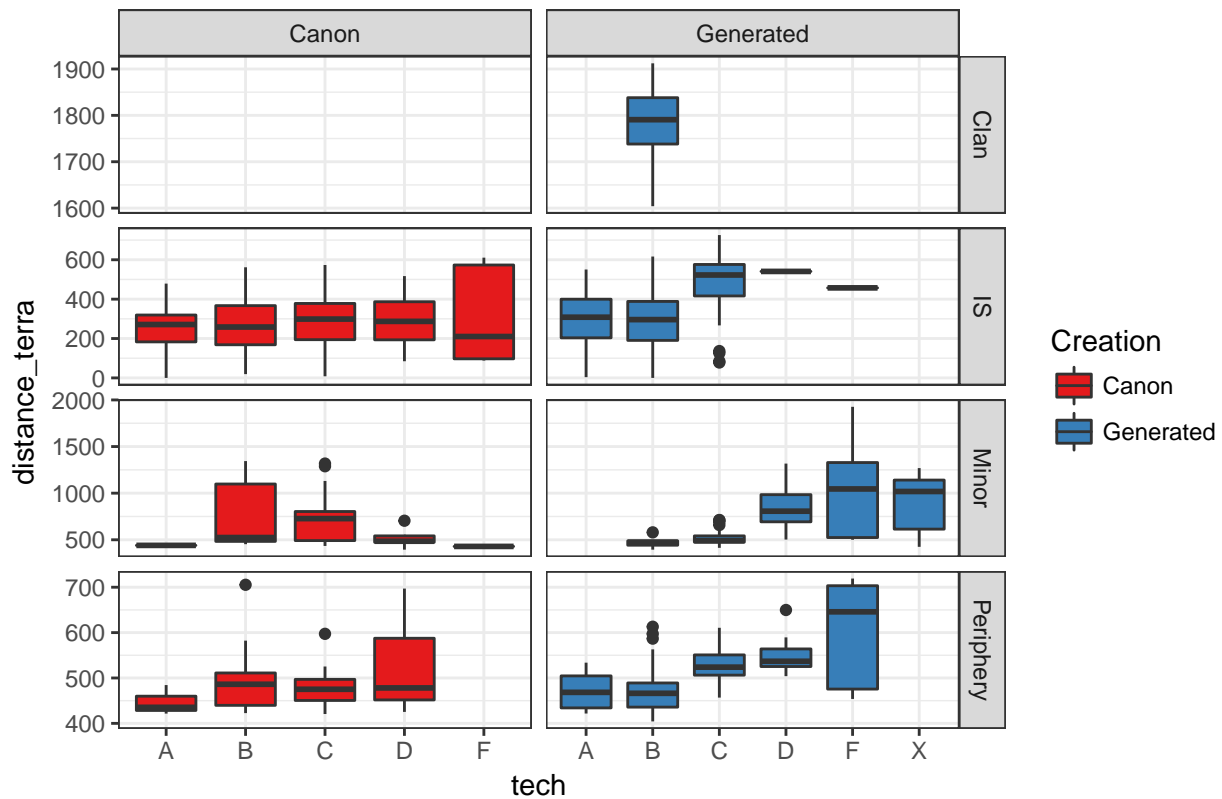 Canon Generated
1900
1800
1700
1600
Clan
600
400
200
0
IS
2000
1500
1000
500
Minor
700
600
500
400
Periphery
A B C D F A B C D F X
tech
distance_terra
Creation
Canon
Generated